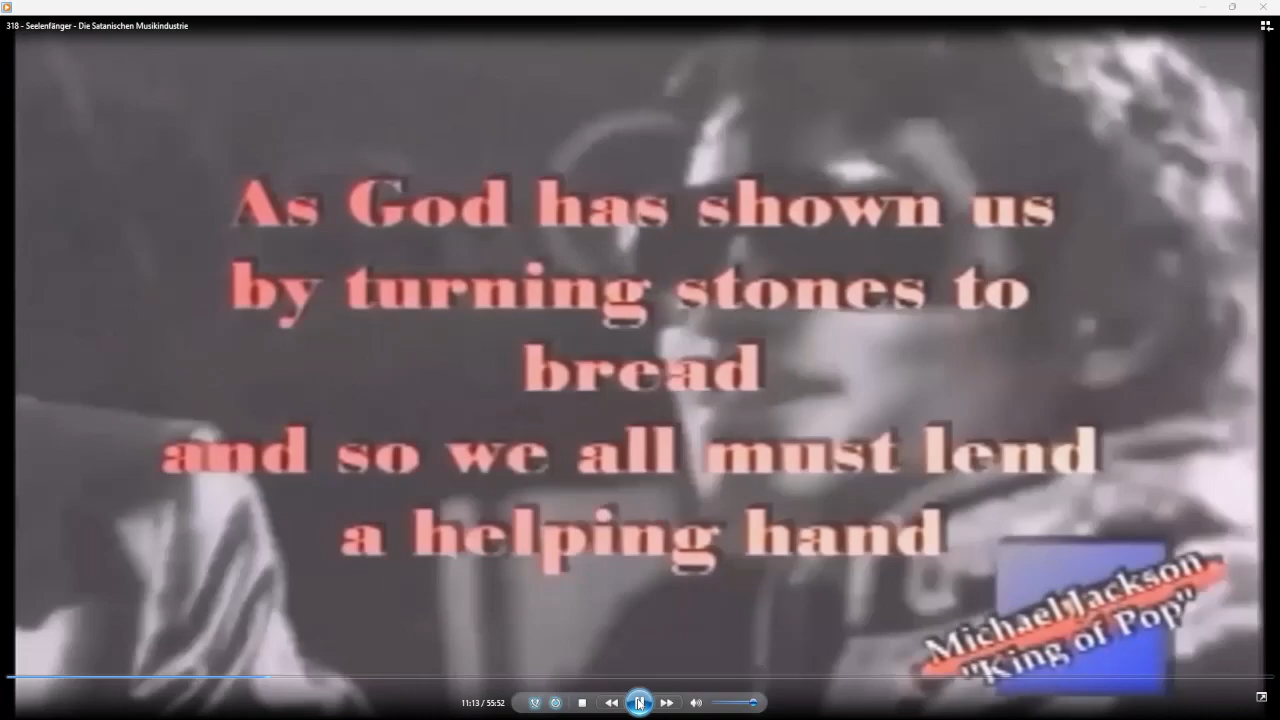 318 - Seelenfänger - Die Satanischen Musikindustrie
As God has shown us
by turning stones to
bread
and so we all must lend
a helping hand
Michael Jackson
"King of Pop"
11:13 / 55:52